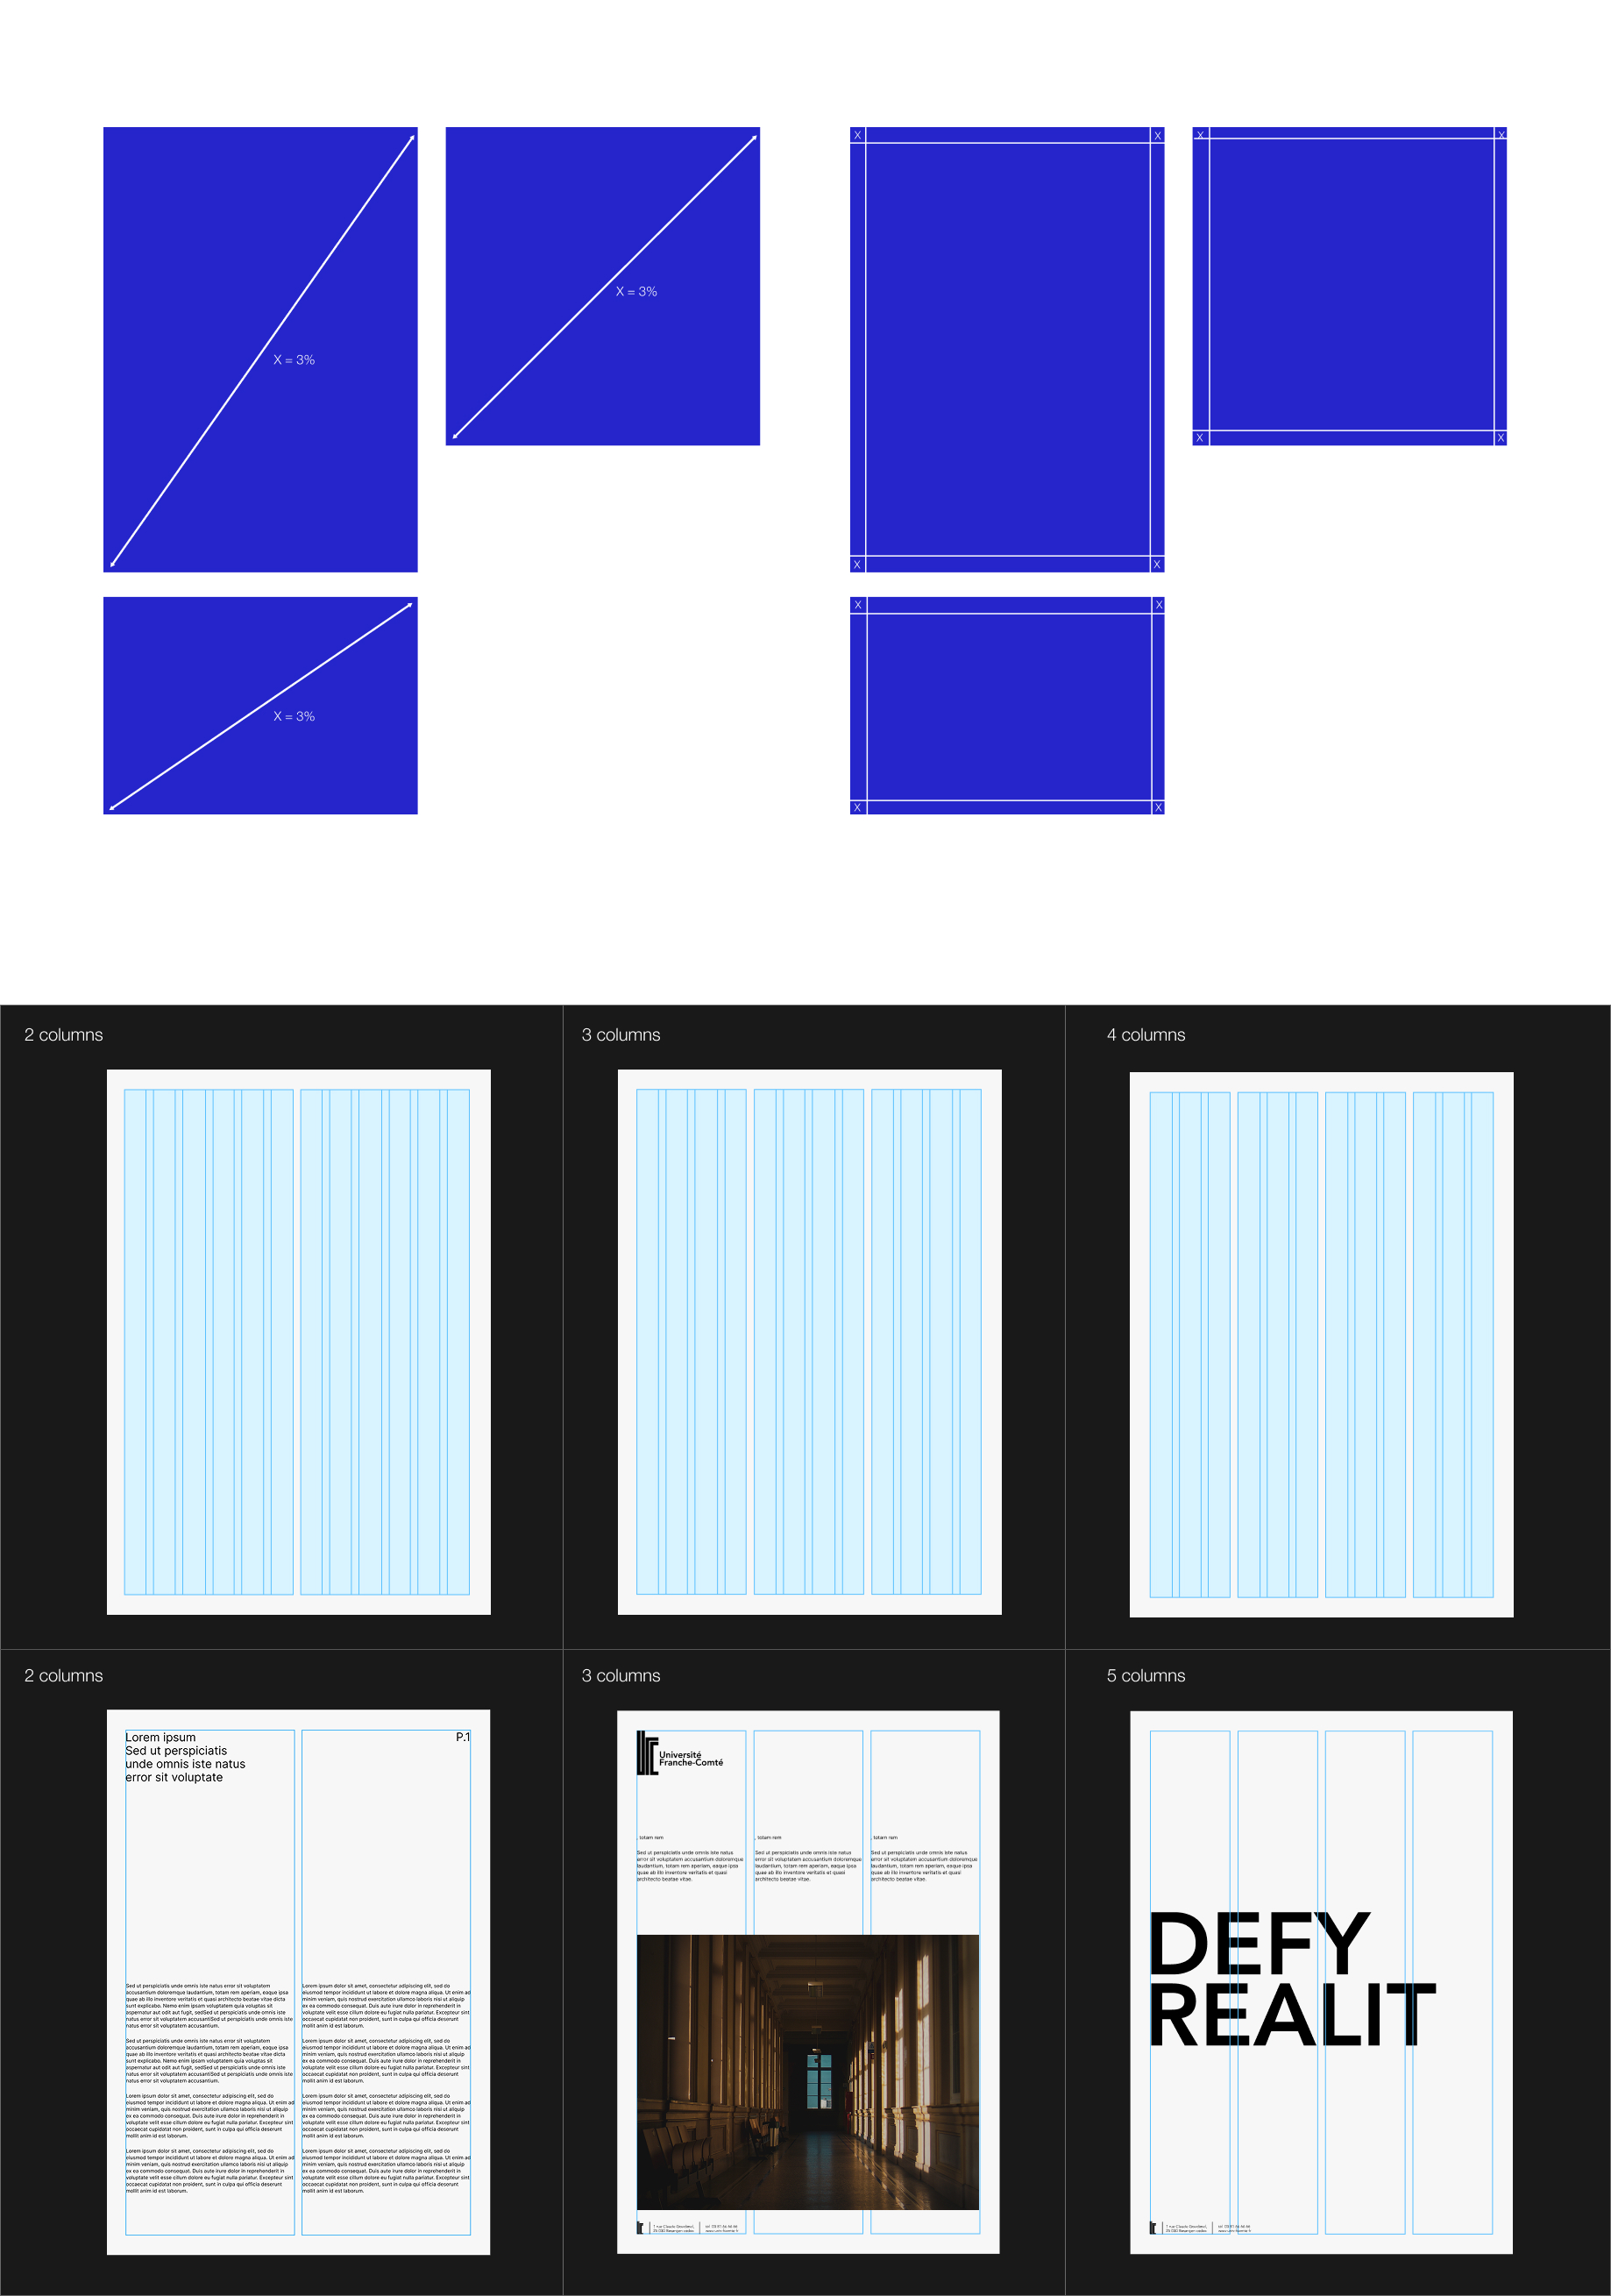 X = 3%
X = 3%
X = 3%
X
X
X
X
X
X
X
X
X
X
X
X
2 columns
3 columns
4 columns
2 columns
3 columns
5 columns
Lorem ipsum
Sed ut perspiciatis
unde omnis iste natus
error sit voluptate
P.1
Sed ut perspiciatis unde omnis iste natus error sit voluptatem
accusantium doloremque laudantium, totam rem aperiam, eaque ipsa
quae ab illo inventore veritatis et quasi architecto beatae vitae dicta
sunt explicabo. Nemo enim ipsam voluptatem quia voluptas sit
aspernatur aut odit aut fugit, sedSed ut perspiciatis unde omnis iste
natus error sit voluptatem accusantiSed ut perspiciatis unde omnis iste
natus error sit voluptatem accusantium.
Sed ut perspiciatis unde omnis iste natus error sit voluptatem
accusantium doloremque laudantium, totam rem aperiam, eaque ipsa
quae ab illo inventore veritatis et quasi architecto beatae vitae dicta
sunt explicabo. Nemo enim ipsam voluptatem quia voluptas sit
aspernatur aut odit aut fugit, sedSed ut perspiciatis unde omnis iste
natus error sit voluptatem accusantiSed ut perspiciatis unde omnis iste
natus error sit voluptatem accusantium.
Lorem ipsum dolor sit amet, consectetur adipiscing elit, sed do
eiusmod tempor incididunt ut labore et dolore magna aliqua. Ut enim ad
minim veniam, quis nostrud exercitation ullamco laboris nisi ut aliquip
ex ea commodo consequat. Duis aute irure dolor in reprehenderit in
voluptate velit esse cillum dolore eu fugiat nulla pariatur. Excepteur sint
occaecat cupidatat non proident, sunt in culpa qui officia deserunt
mollit anim id est laborum.
Lorem ipsum dolor sit amet, consectetur adipiscing elit, sed do
eiusmod tempor incididunt ut labore et dolore magna aliqua. Ut enim ad
minim veniam, quis nostrud exercitation ullamco laboris nisi ut aliquip
ex ea commodo consequat. Duis aute irure dolor in reprehenderit in
voluptate velit esse cillum dolore eu fugiat nulla pariatur. Excepteur sint
occaecat cupidatat non proident, sunt in culpa qui officia deserunt
mollit anim id est laborum.
Lorem ipsum dolor sit amet, consectetur adipiscing elit, sed do
eiusmod tempor incididunt ut labore et dolore magna aliqua. Ut enim ad
minim veniam, quis nostrud exercitation ullamco laboris nisi ut aliquip
ex ea commodo consequat. Duis aute irure dolor in reprehenderit in
voluptate velit esse cillum dolore eu fugiat nulla pariatur. Excepteur sint
occaecat cupidatat non proident, sunt in culpa qui officia deserunt
mollit anim id est laborum.
Lorem ipsum dolor sit amet, consectetur adipiscing elit, sed do
eiusmod tempor incididunt ut labore et dolore magna aliqua. Ut enim ad
minim veniam, quis nostrud exercitation ullamco laboris nisi ut aliquip
ex ea commodo consequat. Duis aute irure dolor in reprehenderit in
voluptate velit esse cillum dolore eu fugiat nulla pariatur. Excepteur sint
occaecat cupidatat non proident, sunt in culpa qui officia deserunt
mollit anim id est laborum.
Lorem ipsum dolor sit amet, consectetur adipiscing elit, sed do
eiusmod tempor incididunt ut labore et dolore magna aliqua. Ut enim ad
minim veniam, quis nostrud exercitation ullamco laboris nisi ut aliquip
ex ea commodo consequat. Duis aute irure dolor in reprehenderit in
voluptate velit esse cillum dolore eu fugiat nulla pariatur. Excepteur sint
occaecat cupidatat non proident, sunt in culpa qui officia deserunt
mollit anim id est laborum.
Lorem ipsum dolor sit amet, consectetur adipiscing elit, sed do
eiusmod tempor incididunt ut labore et dolore magna aliqua. Ut enim ad
minim veniam, quis nostrud exercitation ullamco laboris nisi ut aliquip
ex ea commodo consequat. Duis aute irure dolor in reprehenderit in
voluptate velit esse cillum dolore eu fugiat nulla pariatur. Excepteur sint
occaecat cupidatat non proident, sunt in culpa qui officia deserunt
mollit anim id est laborum.
Université
Franche-Comté
, totam rem
Sed ut perspiciatis unde omnis iste natus
error sit voluptatem accusantium doloremque
laudantium, totam rem aperiam, eaque ipsa
quae ab illo inventore veritatis et quasi
architecto beatae vitae.
, totam rem
Sed ut perspiciatis unde omnis iste natus
error sit voluptatem accusantium doloremque
laudantium, totam rem aperiam, eaque ipsa
quae ab illo inventore veritatis et quasi
architecto beatae vitae.
, totam rem
Sed ut perspiciatis unde omnis iste natus
error sit voluptatem accusantium doloremque
laudantium, totam rem aperiam, eaque ipsa
quae ab illo inventore veritatis et quasi
architecto beatae vitae.
DEFY
REALIT